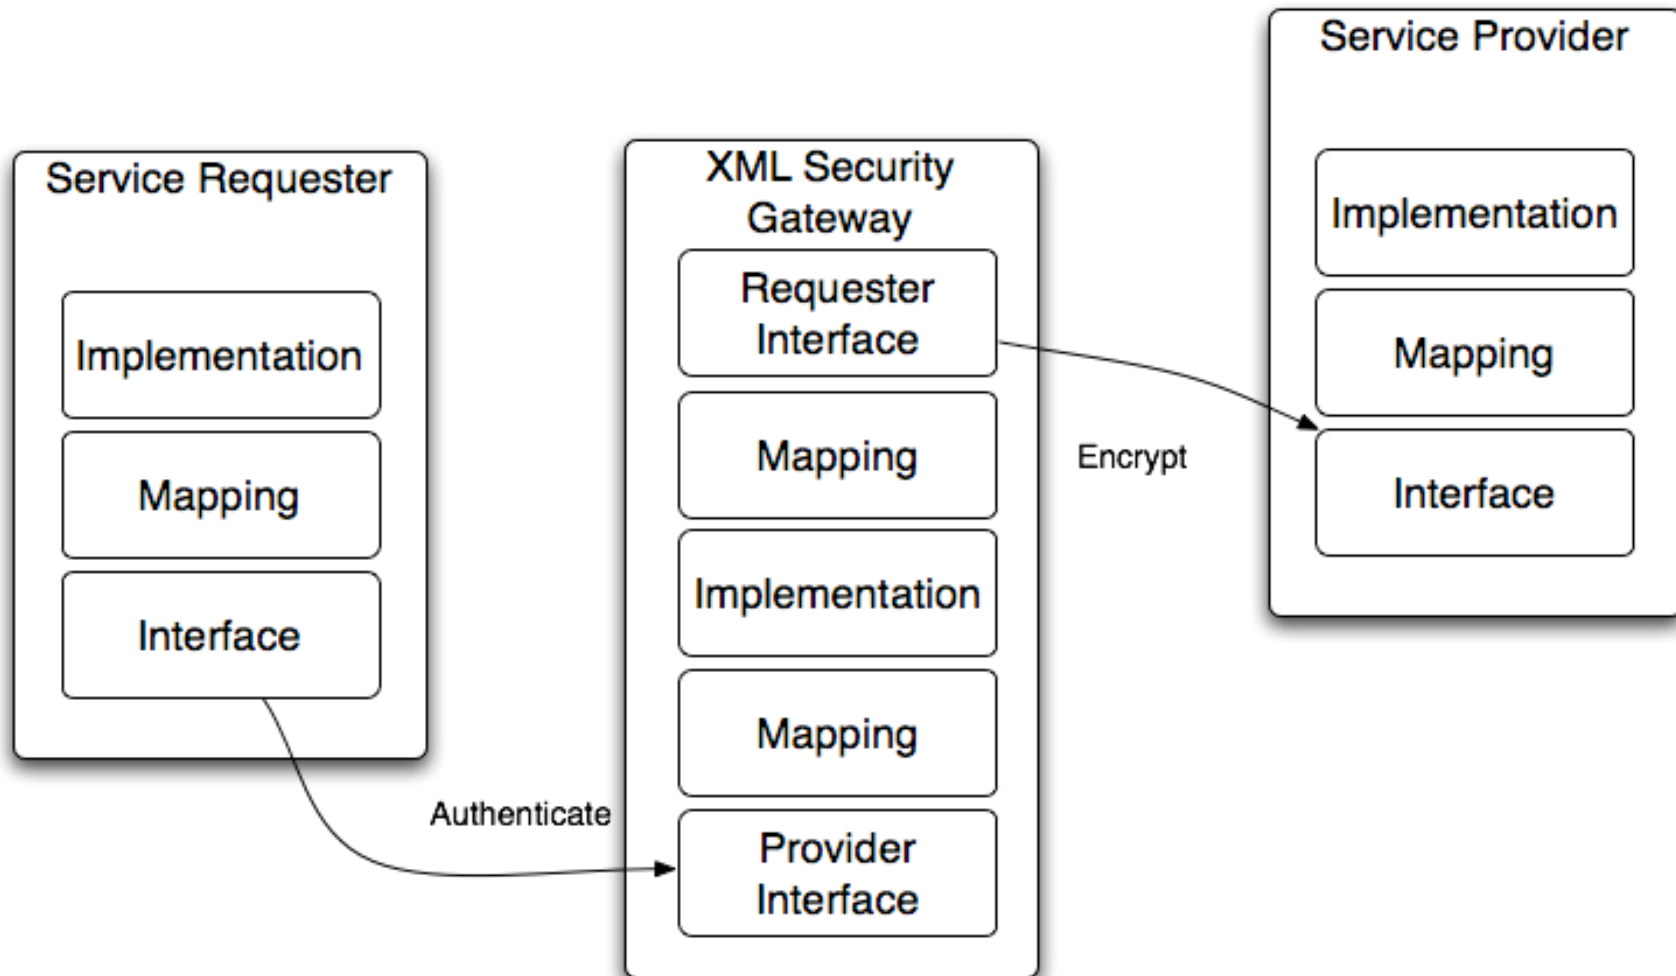 Service Requester
Implementation
Mapping
Interface
Authenticate
XML Security
Gateway
Requester
Interface
Mapping
Implementation
Mapping
Provider
Interface
Encrypt
Service Provider
Implementation
Mapping
Interface